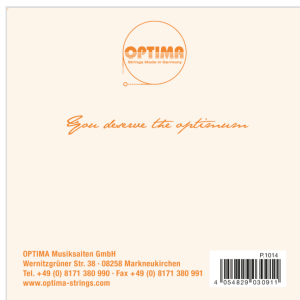 OPTIMA
Strings Made in Germany
You deserve the optimum
OPTIMA Musiksaiten GmbH
Wernitzgrüner Str. 38 · 08258 Markneukirchen
Tel. +49 (0) 8171 380 990 · Fax +49 (0) 8171 380 991
www.optima-strings.com
P.1014
4 054829 030911